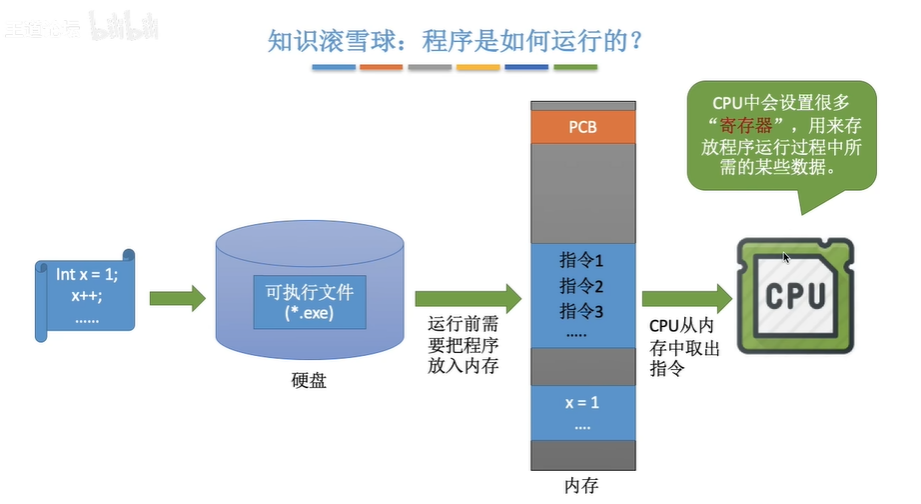 bilibili
知识滚雪球：程序是如何运行的？
PCB
CPU中会设置很多
“寄存器”，用来存
放程序运行过程中所
需的某些数据。
Int x = 1;
x++;
……
可执行文件
(*.exe)
硬盘
运行前需
要把程序
放入内存
指令1
指令2
指令3
…..
x = 1
….
内存
CPU从内
存中取出
指令
CPU